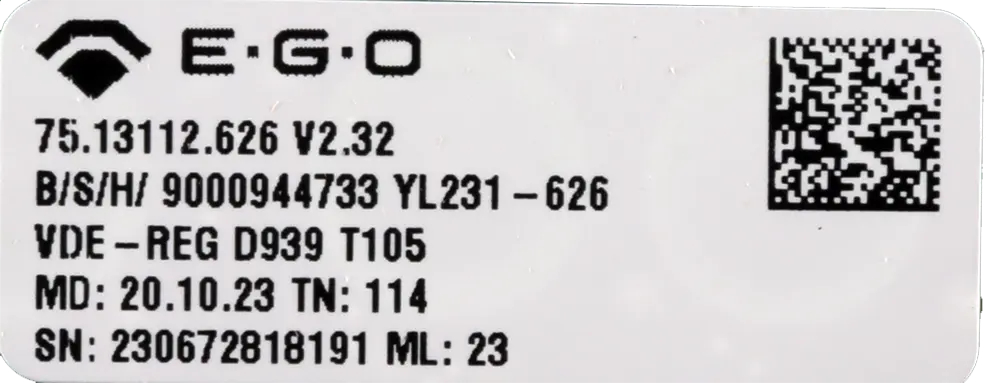 E·G·O
75.13112.626 V2.32
B/S/H/ 9000944733 YL231-626
VDE-REG D939 T105
MD: 20.10.23 TN: 114
SN: 230672818191 ML: 23